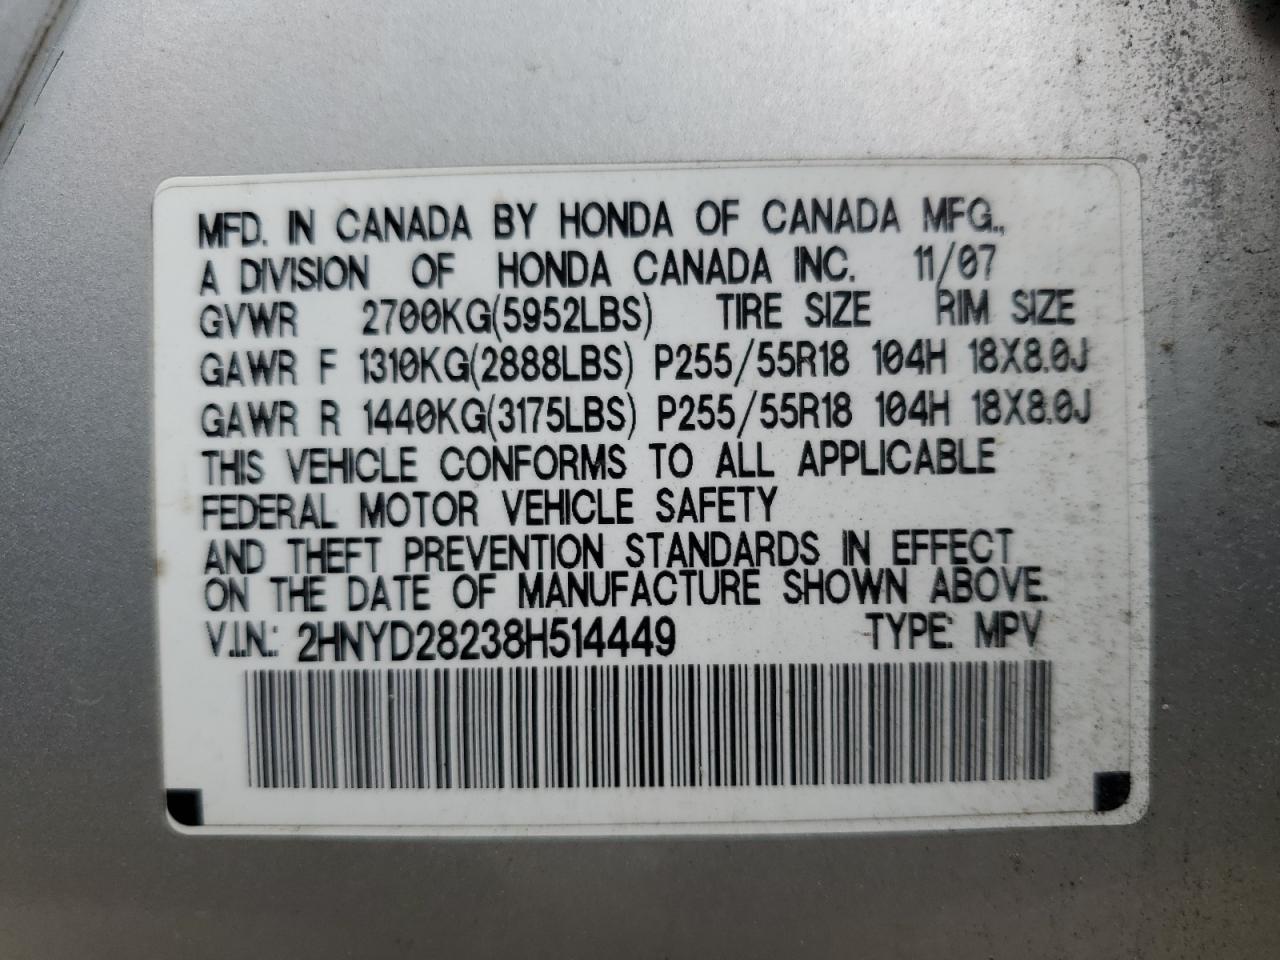 MFD. IN CANADA BY HONDA OF CANADA MFG.,
A DIVISION OF HONDA CANADA INC. 11/07
GVWR 2700KG(5952LBS) TIRE SIZE RIM SIZE
GAWR F 1310KG(2888LBS) P255/55R18 104H 18X8.0J
GAWR R 1440KG(3175LBS) P255/55R18 104H 18X8.0J
THIS VEHICLE CONFORMS TO ALL APPLICABLE
FEDERAL MOTOR VEHICLE SAFETY
AND THEFT PREVENTION STANDARDS IN EFFECT
ON THE DATE OF MANUFACTURE SHOWN ABOVE.
V.I.N.: 2HNYD28238H514449 TYPE: MPV